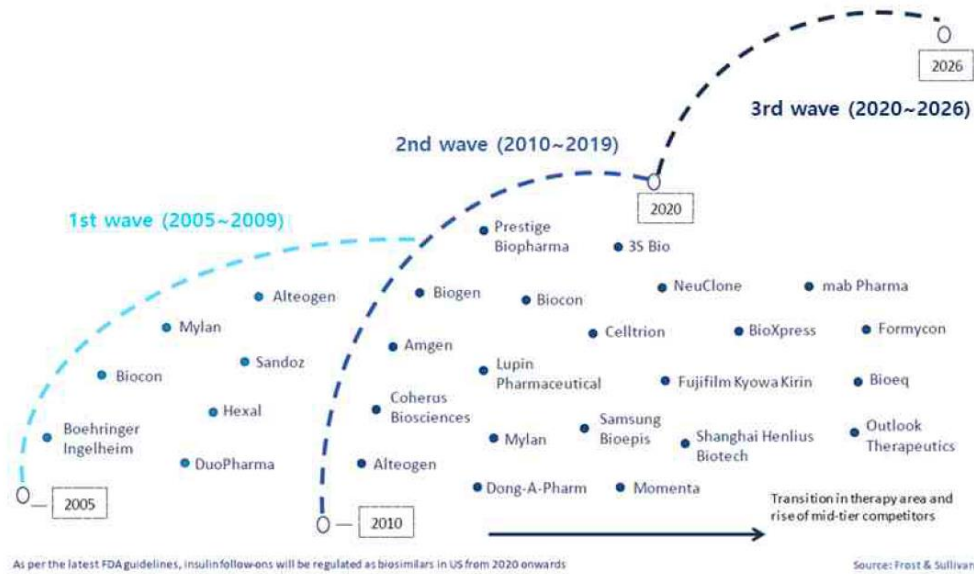 2026
3rd wave (2020~2026)
2nd wave (2010~2019)
2020
1st wave (2005~2009)
Prestige
Biopharma
3S Bio
Alteogen
Biogen
Biocon
NeuClone
mab Pharma
Mylan
Celltrion
BioXpress
Formycon
Amgen
Sandoz
Lupin
Pharmaceutical
Biocon
Fujifilm Kyowa Kirin
Bioeq
Coherus
Biosciences
Hexal
Boehringer
Ingelheim
Samsung
Bioepis
Outlook
Therapeutics
Mylan
Shanghai Henlius
Biotech
DuoPharma
Alteogen
Dong-A-Pharm
Momenta
2005
Transition in therapy area and
rise of mid-tier competitors
2010
As per the latest FDA guidelines, insulin follow-ons will be regulated as biosimilars in US from 2020 onwards
Source: Frost & Sullivan